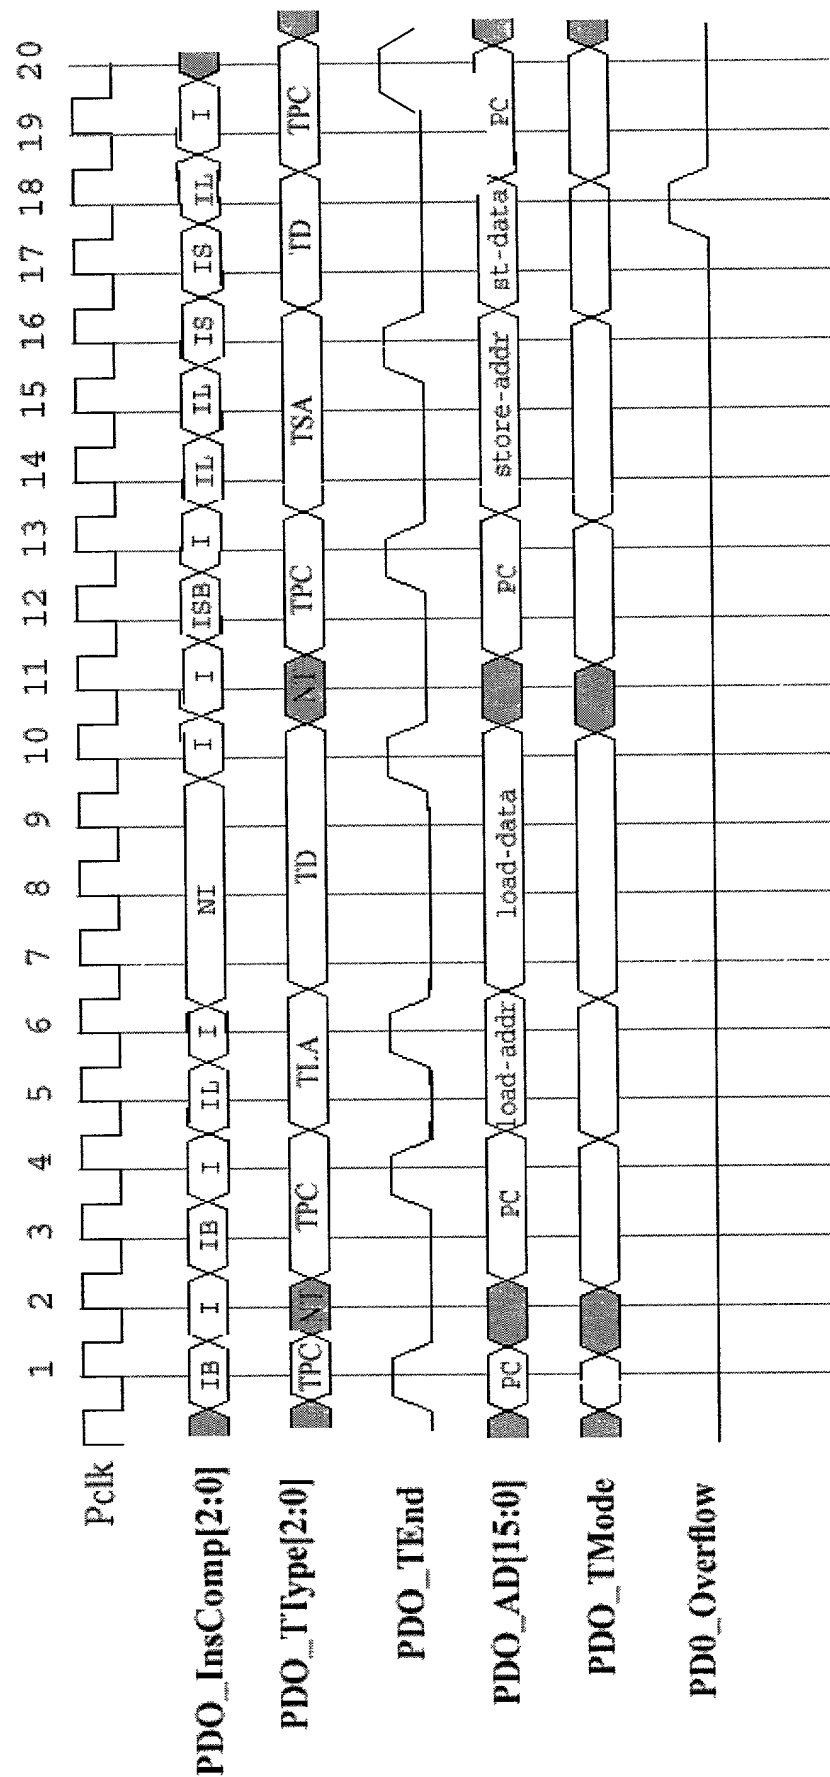 1 2 3 4 5 6 7 8 9 10 11 12 13 14 15 16 17 18 19 20
Pclk
PDO_InsComp[2:0] IB I IB I IL I NI I I ISB I IL IL IS IS IL I
PDO_TType[2:0] TPC NT TPC TLA TD NT TPC TSA TD TPC
PDO_TEnd
PDO_AD[15:0] PC PC load-addr load-data PC store-addr st-data PC
PDO_TMode
PD0_Overflow